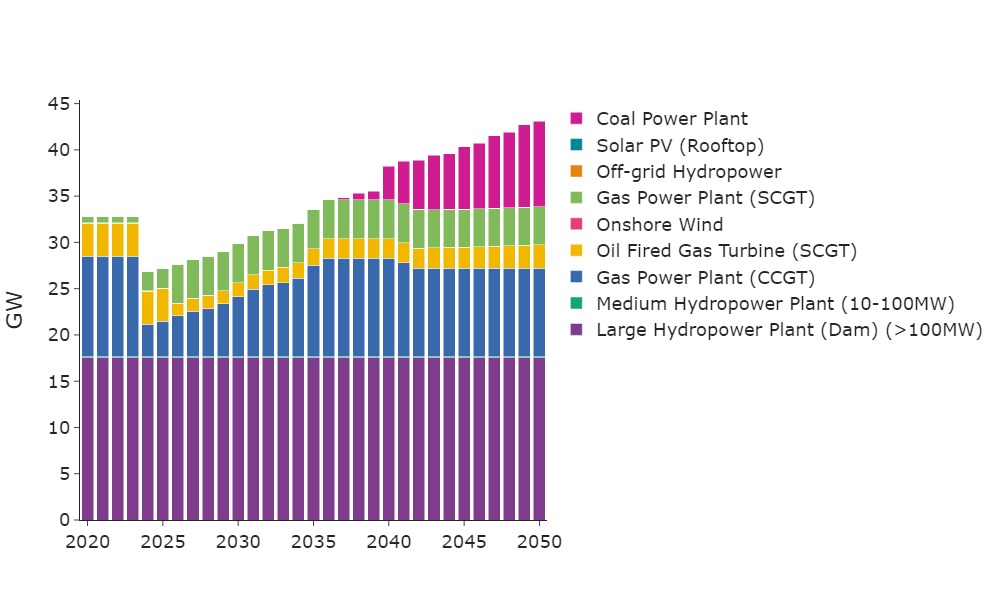 45
40
35
30
25
20
15
10
5
0
GW
2020 2025 2030 2035 2040 2045 2050
Coal Power Plant
Solar PV (Rooftop)
Off-grid Hydropower
Gas Power Plant (SCGT)
Onshore Wind
Oil Fired Gas Turbine (SCGT)
Gas Power Plant (CCGT)
Medium Hydropower Plant (10-100MW)
Large Hydropower Plant (Dam) (>100MW)